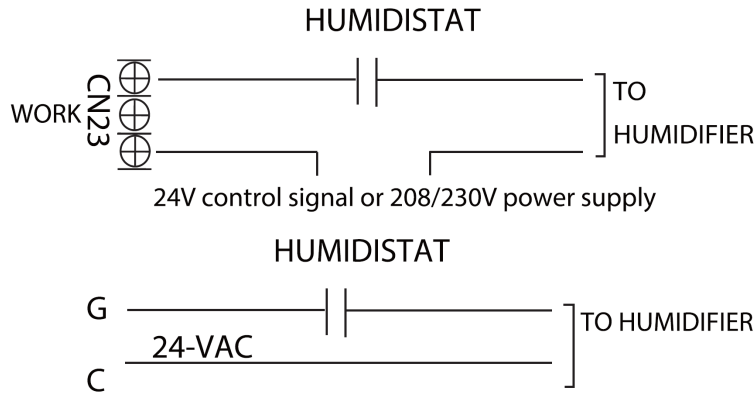 HUMIDISTAT
WORK
CN23
TO
HUMIDIFIER
24V control signal or 208/230V power supply
HUMIDISTAT
G
TO HUMIDIFIER
24-VAC
C